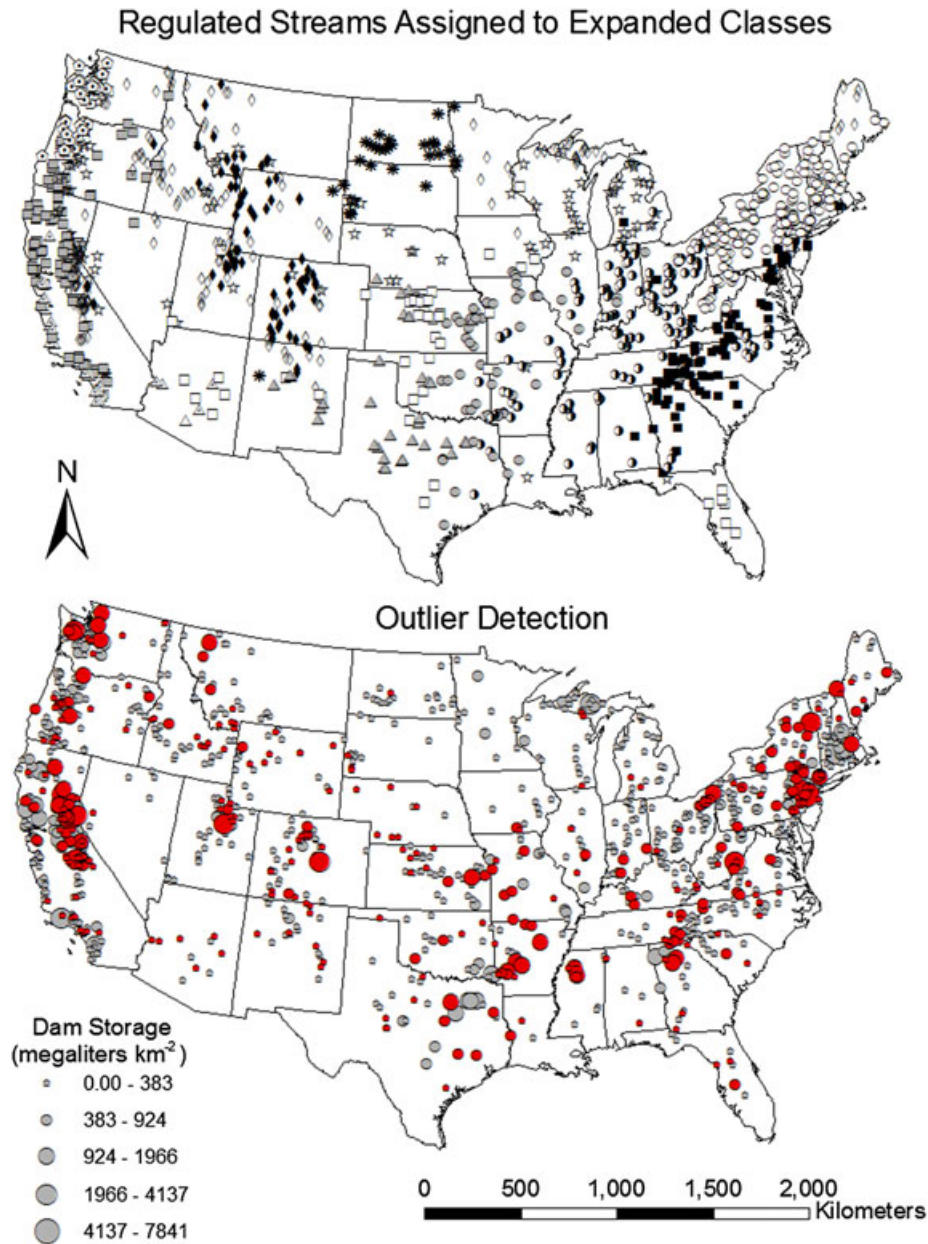 Regulated Streams Assigned to Expanded Classes
N
Outlier Detection
Dam Storage
(megaliters km⁻²)
0.00 - 383
383 - 924
924 - 1966
1966 - 4137
4137 - 7841
0 500 1,000 1,500 2,000
Kilometers